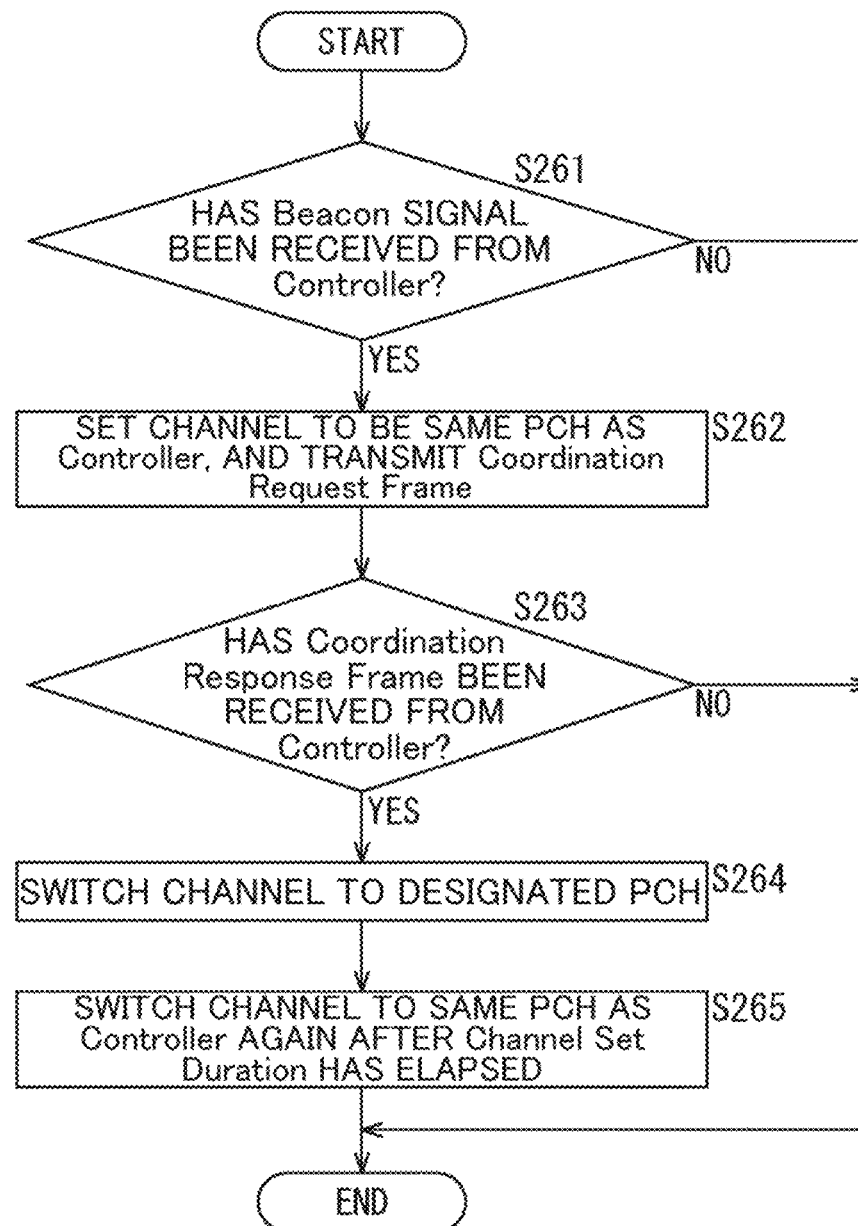 START
S261
HAS Beacon SIGNAL
BEEN RECEIVED FROM
Controller?
NO
YES
SET CHANNEL TO BE SAME PCH AS
Controller, AND TRANSMIT Coordination
Request Frame
S262
S263
HAS Coordination
Response Frame BEEN
RECEIVED FROM
Controller?
NO
YES
SWITCH CHANNEL TO DESIGNATED PCH
S264
SWITCH CHANNEL TO SAME PCH AS
Controller AGAIN AFTER Channel Set
Duration HAS ELAPSED
S265
END